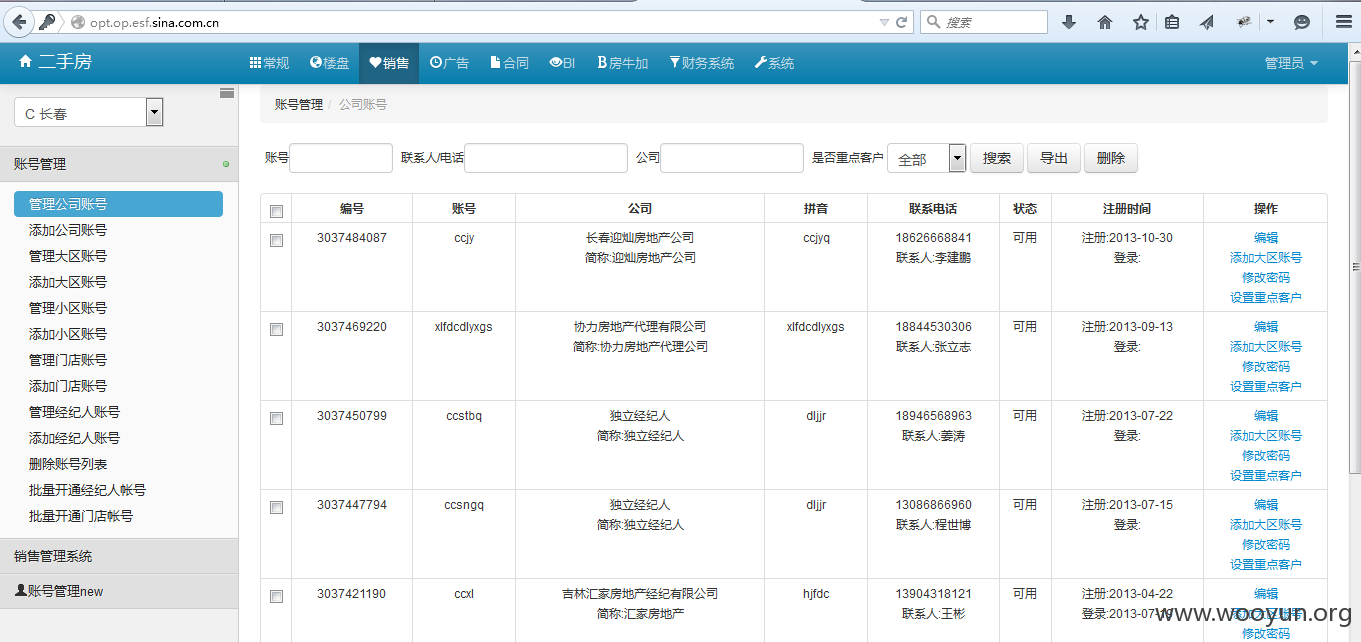 opt.op.esf.sina.com.cn
搜索
二手房
常规 楼盘 销售 广告 合同 BI 房牛加 财务系统 系统 管理员
C 长春
账号管理
管理公司账号
添加公司账号
管理大区账号
添加大区账号
管理小区账号
添加小区账号
管理门店账号
添加门店账号
管理经纪人账号
添加经纪人账号
删除账号列表
批量开通经纪人帐号
批量开通门店帐号
销售管理系统
账号管理new
账号管理 / 公司账号
账号 联系人/电话 公司 是否重点客户 全部 搜索 导出 删除
编号 账号 公司 拼音 联系电话 状态 注册时间 操作
3037484087 ccjy 长春迎灿房地产公司 ccjyq 18626668841 可用 注册:2013-10-30 编辑
简称:迎灿房地产公司 联系人:李建鹏 登录: 添加大区账号
修改密码
设置重点客户
3037469220 xlfdcdlyxgs 协力房地产代理有限公司 xlfdcdlyxgs 18844530306 可用 注册:2013-09-13 编辑
简称:协力房地产代理公司 联系人:张立志 登录: 添加大区账号
修改密码
设置重点客户
3037450799 ccstbq 独立经纪人 dljjr 18946568963 可用 注册:2013-07-22 编辑
简称:独立经纪人 联系人:姜涛 登录: 添加大区账号
修改密码
设置重点客户
3037447794 ccsngq 独立经纪人 dljjr 13086866960 可用 注册:2013-07-15 编辑
简称:独立经纪人 联系人:程世博 登录: 添加大区账号
修改密码
设置重点客户
3037421190 ccxl 吉林汇家房地产经纪有限公司 hjfdc 13904318121 可用 注册:2013-04-22 编辑
简称:汇家房地产 联系人:王彬 登录:2013-07- 添加大区账号
修改密码
www.wooyun.org